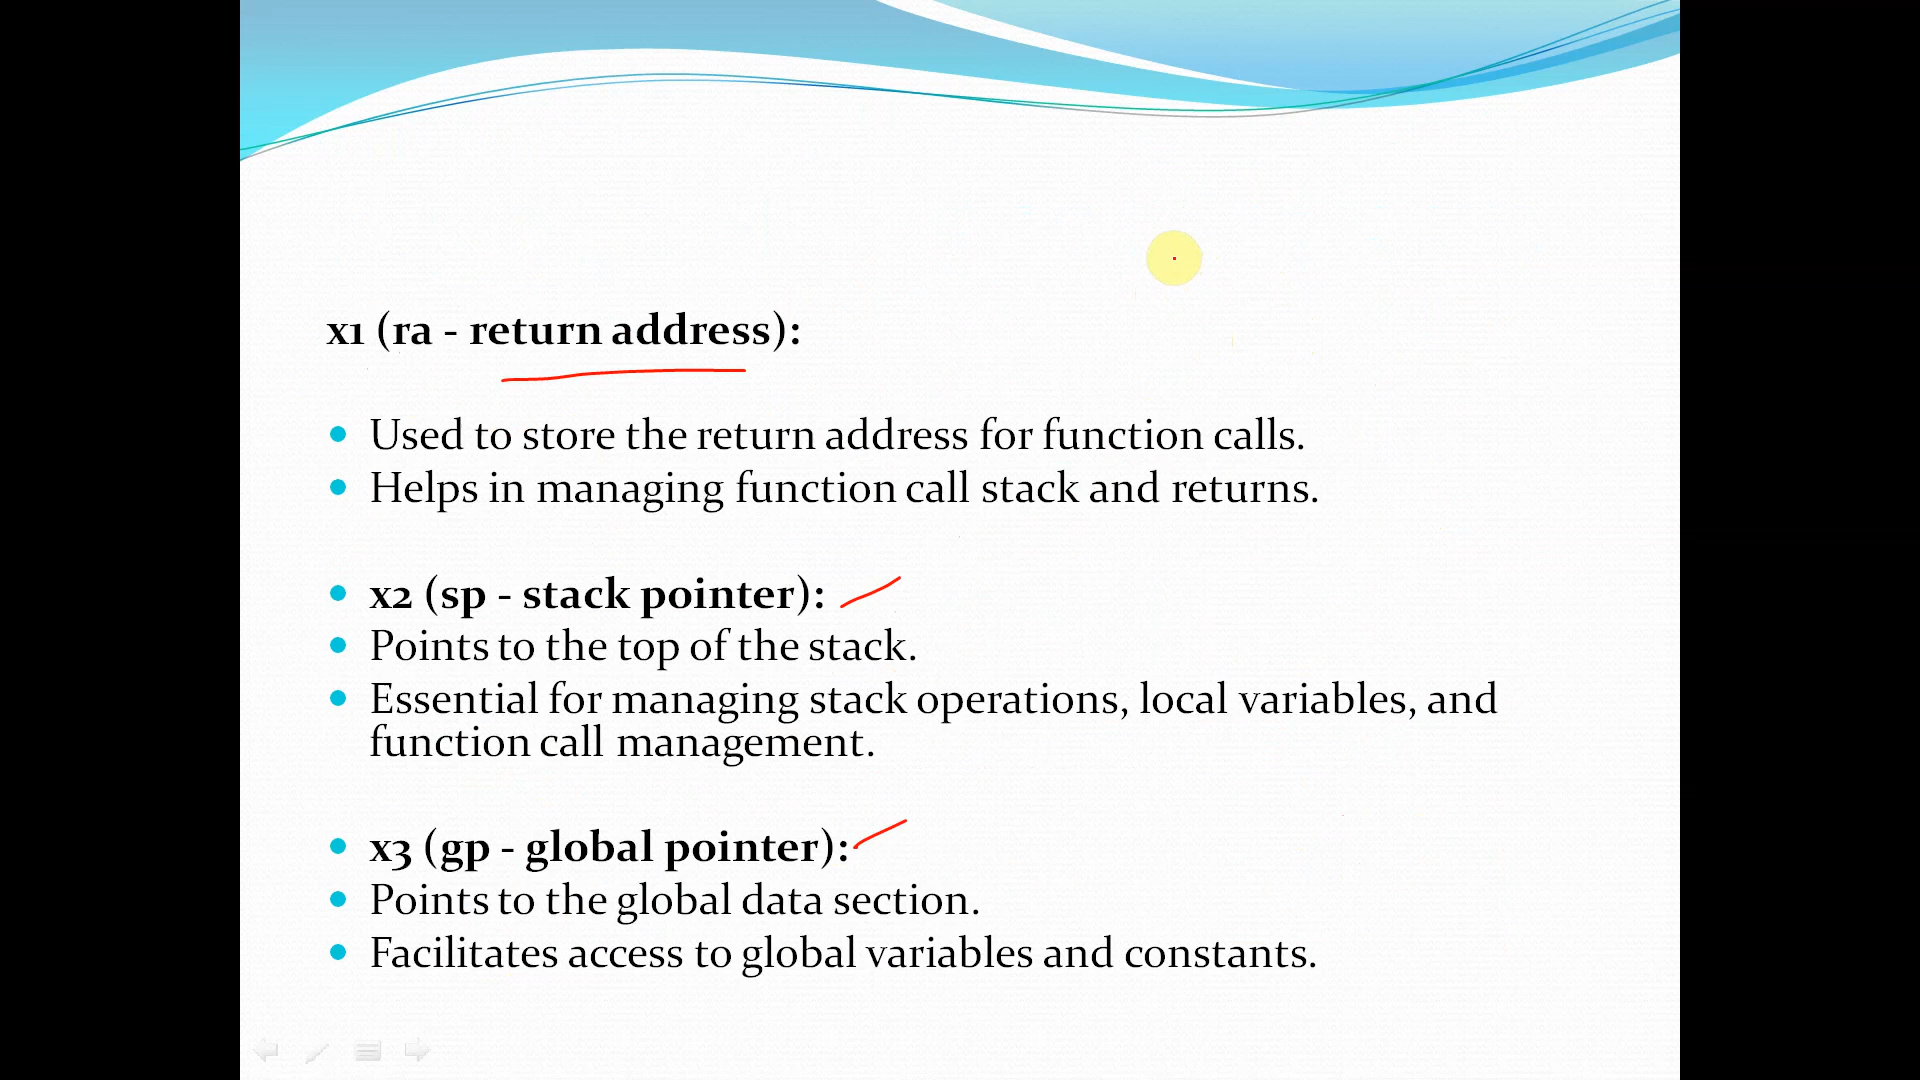 x1 (ra - return address):
• Used to store the return address for function calls.
• Helps in managing function call stack and returns.
• x2 (sp - stack pointer):
• Points to the top of the stack.
• Essential for managing stack operations, local variables, and
function call management.
• x3 (gp - global pointer):
• Points to the global data section.
• Facilitates access to global variables and constants.